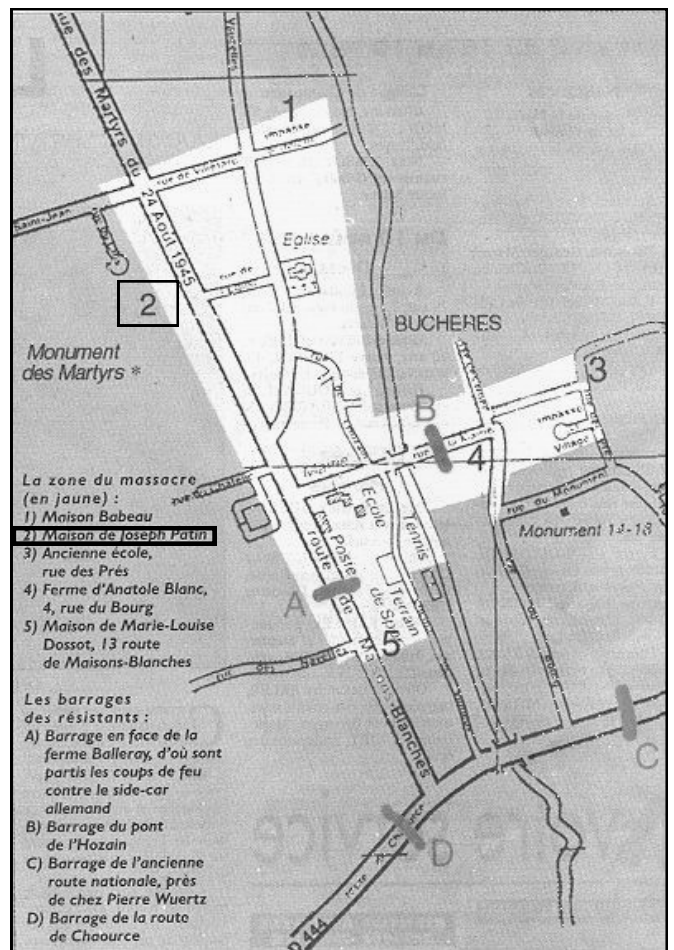 rue des Martyrs du
24 Août 1945
1
impasse
rue de
Saint-Jean
Eglise
rue de
2
BUCHERES
Monument
des Martyrs *
3
B
impasse
Village
4
rue du
rue du Monument
Monument 14-18
Ecole
Tennis
Poste
Terrain
de Sport
route
de
Maisons-Blanches
A
5
rue des
C
D
D 444
La zone du massacre
(en jaune) :
1) Maison Babeau
2) Maison de Joseph Patin
3) Ancienne école,
rue des Prés
4) Ferme d'Anatole Blanc,
4, rue du Bourg
5) Maison de Marie-Louise
Dossot, 13 route
de Maisons-Blanches
Les barrages
des résistants :
A) Barrage en face de la
ferme Balleray, d'où sont
partis les coups de feu
contre le side-car
allemand
B) Barrage du pont
de l'Hozain
C) Barrage de l'ancienne
route nationale, près
de chez Pierre Wuertz
D) Barrage de la route
de Chaource